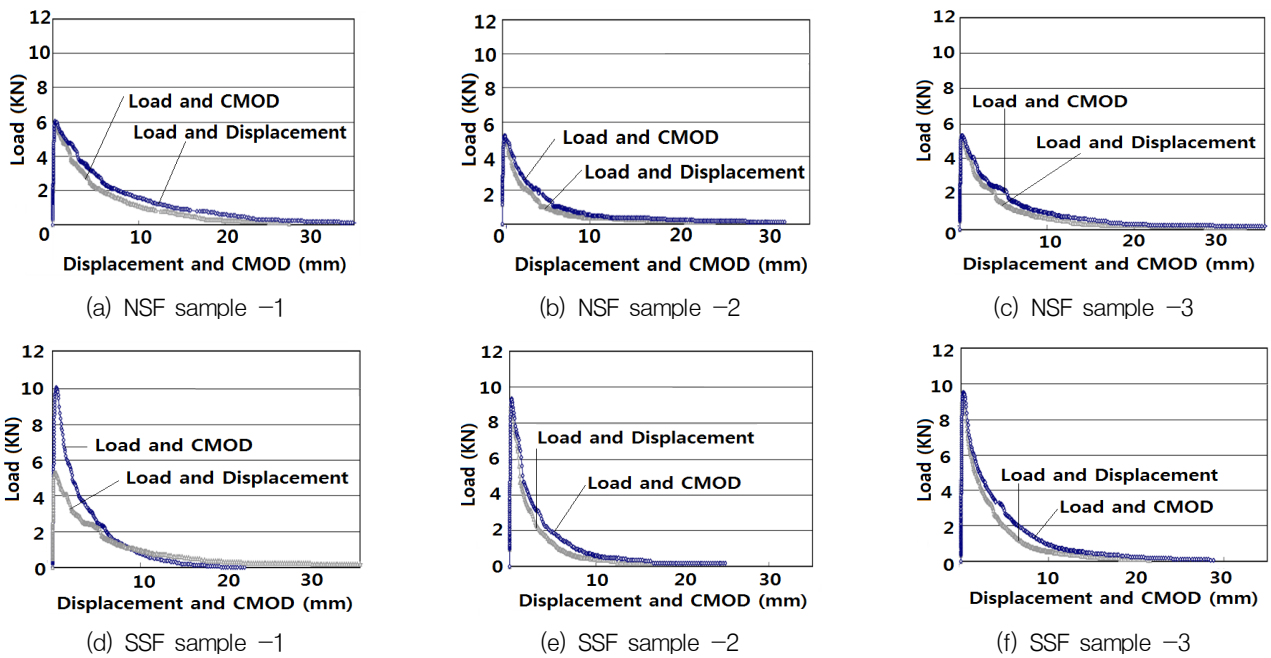 12
10
8
6
4
2
0
Load (KN)
Load and CMOD
Load and Displacement
10
20
30
Displacement and CMOD (mm)
(a) NSF sample -1
12
10
8
6
4
2
0
Load (KN)
Load and CMOD
Load and Displacement
10
20
30
Displacement and CMOD (mm)
(b) NSF sample -2
12
10
8
6
4
2
0
Load (KN)
Load and CMOD
Load and Displacement
10
20
30
Displacement and CMOD (mm)
(c) NSF sample -3
12
10
8
6
4
2
0
Load (KN)
Load and CMOD
Load and Displacement
10
20
30
Displacement and CMOD (mm)
(d) SSF sample -1
12
10
8
6
4
2
0
Load (KN)
Load and Displacement
Load and CMOD
10
20
30
Displacement and CMOD (mm)
(e) SSF sample -2
12
10
8
6
4
2
0
Load (KN)
Load and Displacement
Load and CMOD
10
20
30
Displacement and CMOD (mm)
(f) SSF sample -3